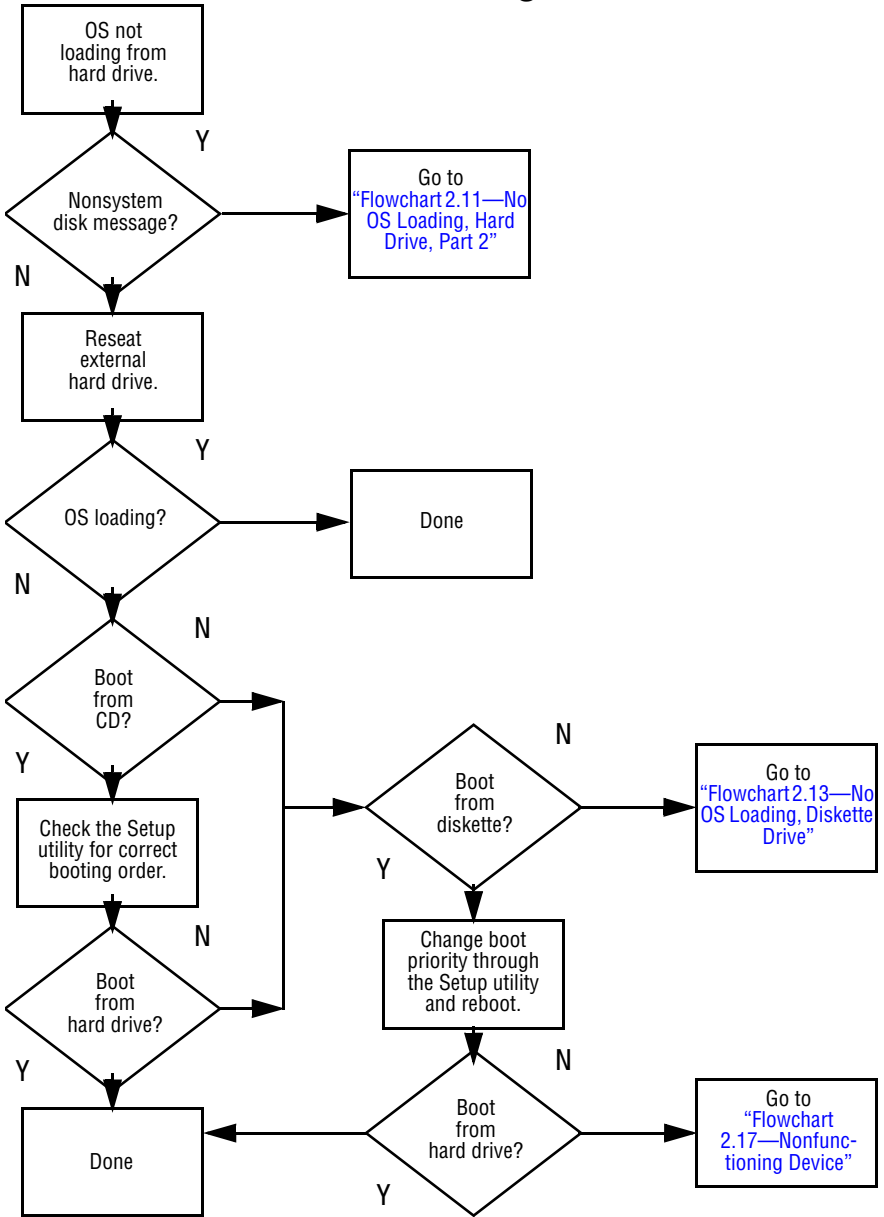 OS not
loading from
hard drive.
Y
Nonsystem
disk message?
Go to
“Flowchart 2.11—No
OS Loading, Hard
Drive, Part 2”
N
Reseat
external
hard drive.
Y
OS loading?
Done
N
N
Boot
from
CD?
Y
Check the Setup
utility for correct
booting order.
N
Boot
from
hard drive?
Y
Done
N
Boot
from
diskette?
Go to
“Flowchart 2.13—No
OS Loading, Diskette
Drive”
Y
Change boot
priority through
the Setup utility
and reboot.
N
Boot
from
hard drive?
Y
Go to
“Flowchart
2.17—Nonfunc-
tioning Device”